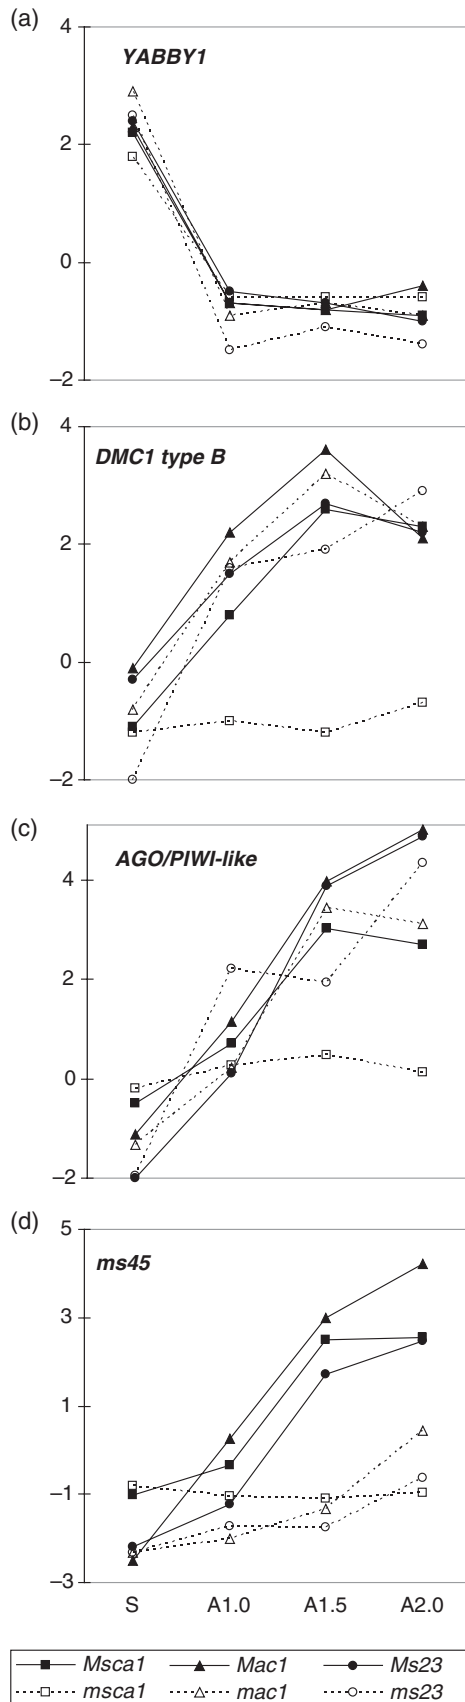 (a)
4
YABBY1
2
0
−2
(b)
4
DMC1 type B
2
0
−2
(c)
AGO/PIWI-like
4
2
0
−2
(d)
5
ms45
3
1
−1
−3
S A1.0 A1.5 A2.0
Msca1 Mac1 Ms23
msca1 mac1 ms23